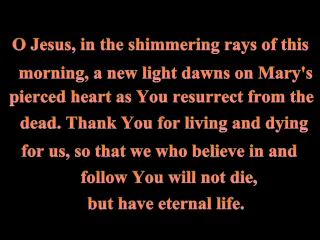 O Jesus, in the shimmering rays of this
morning, a new light dawns on Mary's
pierced heart as You resurrect from the
dead. Thank You for living and dying
for us, so that we who believe in and
follow You will not die,
but have eternal life.